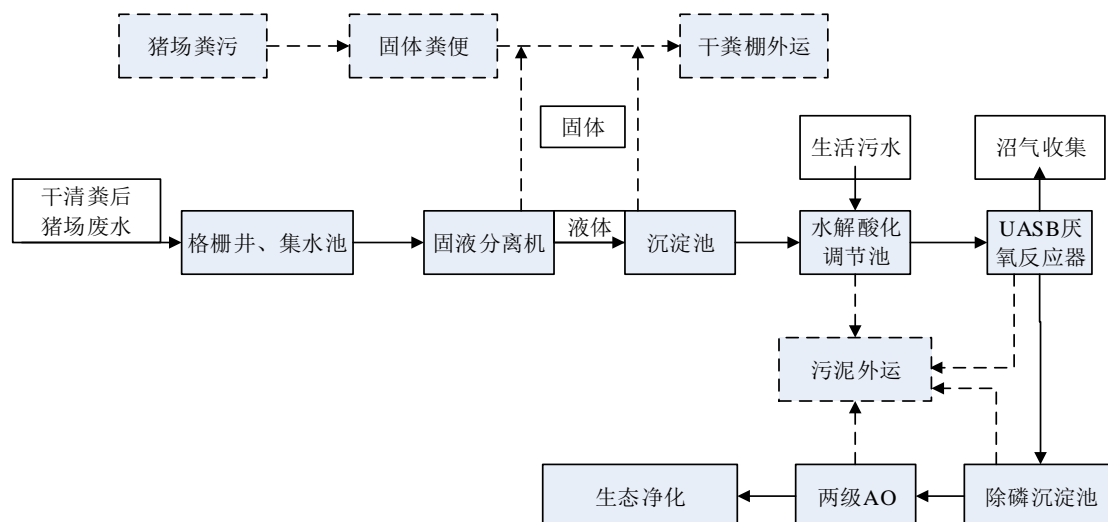 猪场粪污
固体粪便
干粪棚外运
固体
生活污水
沼气收集
干清粪后
猪场废水
格栅井、集水池
固液分离机
液体
沉淀池
水解酸化
调节池
UASB厌
氧反应器
污泥外运
生态净化
两级AO
除磷沉淀池